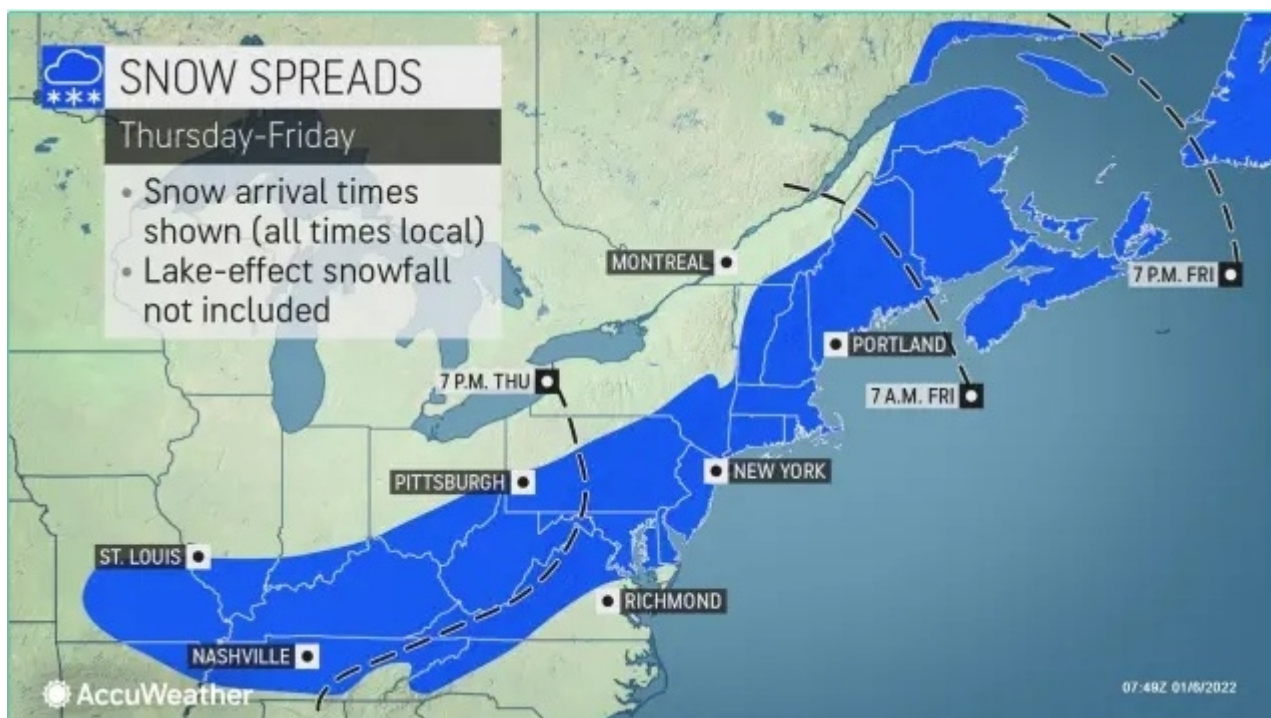 SNOW SPREADS
Thursday-Friday
• Snow arrival times
shown (all times local)
• Lake-effect snowfall
not included
MONTREAL
7 P.M. FRI
PORTLAND
7 P.M. THU
7 A.M. FRI
PITTSBURGH
NEW YORK
ST. LOUIS
RICHMOND
NASHVILLE
AccuWeather
07:49Z 01/6/2022